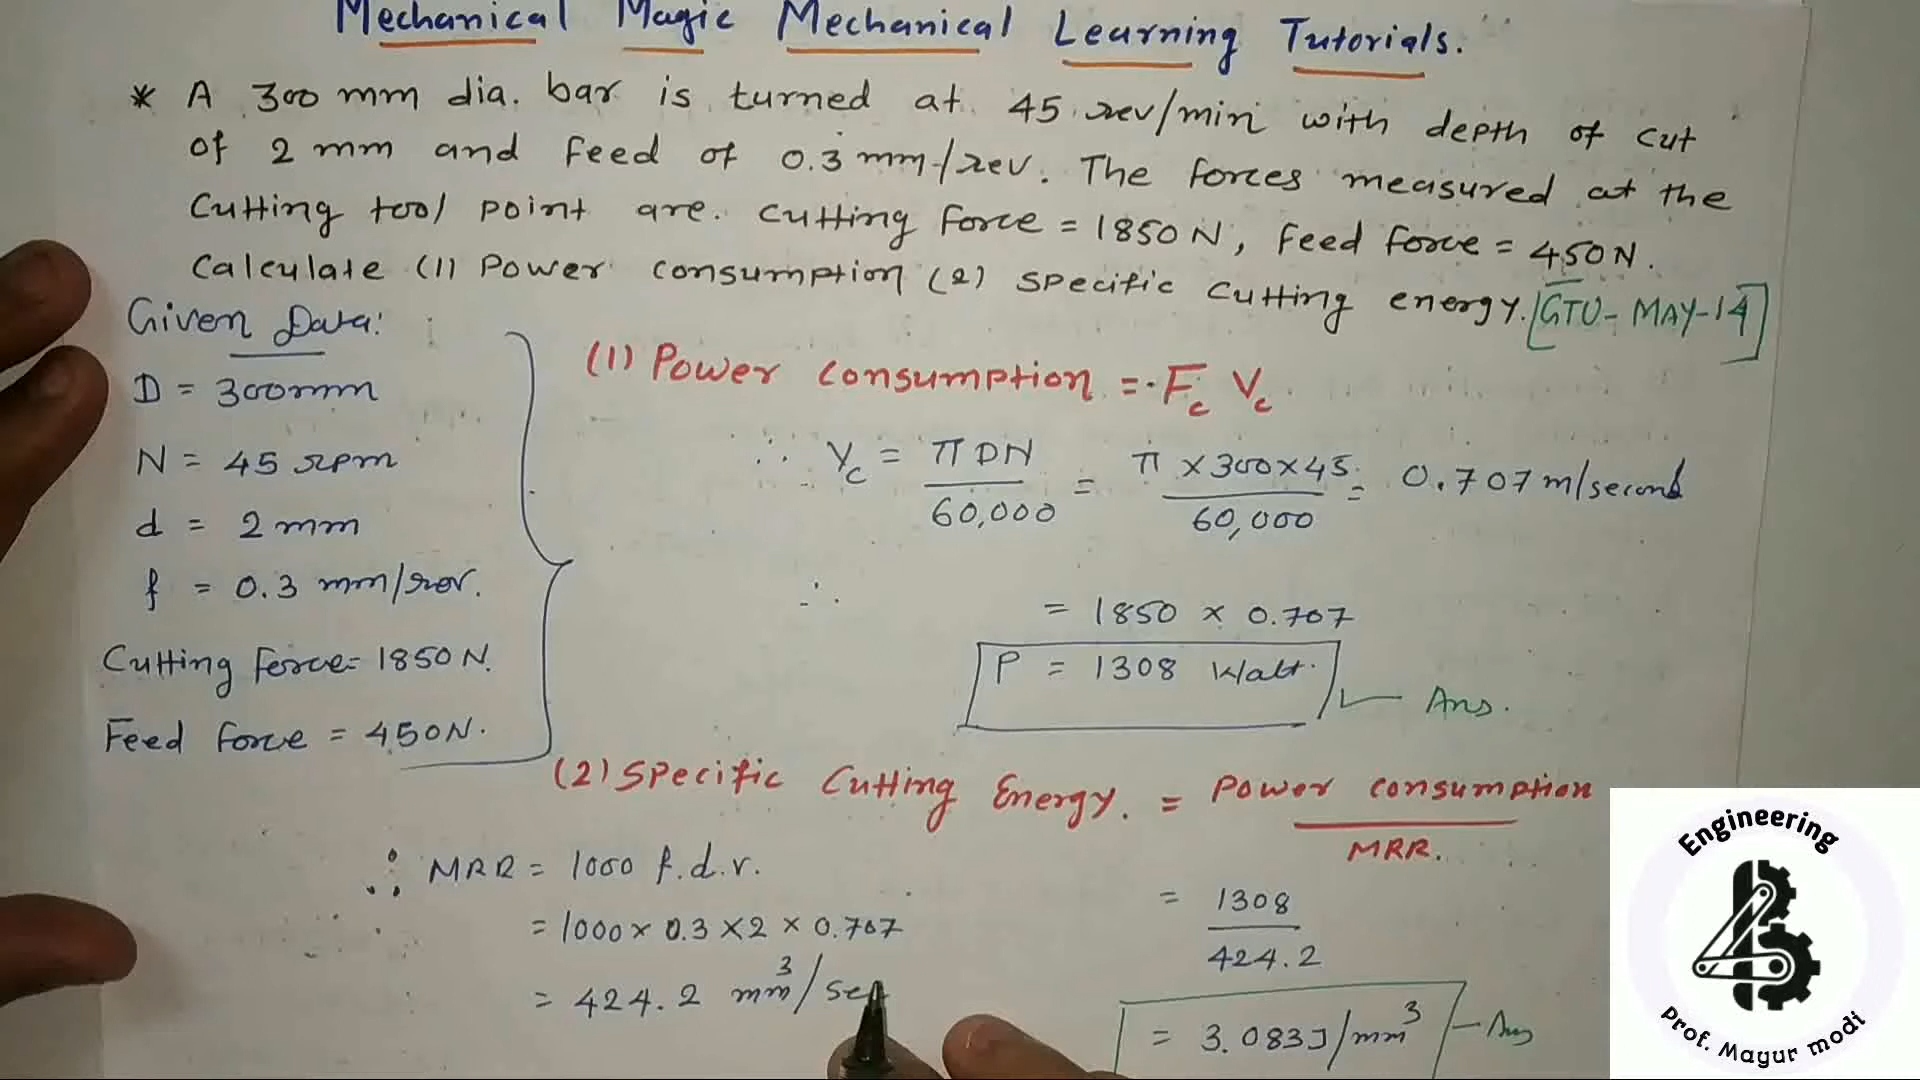 Mechanical Magic Mechanical Learning Tutorials.
* A 300 mm dia. bar is turned at 45 rev/min with depth of cut
of 2 mm and feed of 0.3 mm/rev. The forces measured at the
cutting tool point are. cutting force = 1850 N, feed force = 450 N.
Calculate (1) Power consumption (2) Specific cutting energy. [GTU-MAY-14]
Given Data:
D = 300mm
N = 45 rpm
d = 2 mm
f = 0.3 mm/rev.
Cutting force = 1850 N.
Feed force = 450 N.
(1) Power consumption = Fc Vc
∴ Vc = πDN / 60,000 = π × 300 × 45 / 60,000 = 0.707 m/second
∴ = 1850 × 0.707
P = 1308 Watt. Ans.
(2) Specific Cutting Energy. = Power consumption / MRR.
∴ MRR = 1000 f.d.v.
= 1000 × 0.3 × 2 × 0.707
= 424.2 mm³/sec
= 1308 / 424.2
= 3.083 J/mm³ Ans
Engineering
Prof. Mayur modi